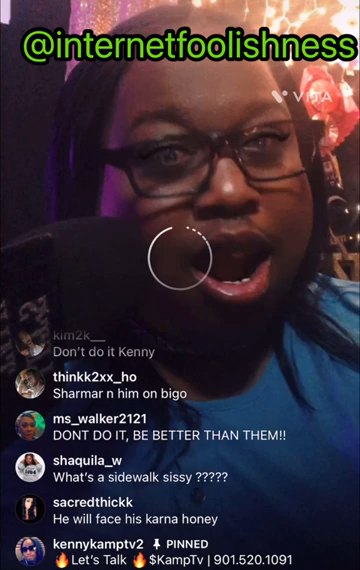 @internetfoolishness
VITA
kim2k__
Don't do it Kenny
thinkk2xx_ho
Sharmar n him on bigo
ms_walker2121
DONT DO IT, BE BETTER THAN THEM!!
shaquila_w
What's a sidewalk sissy ?????
sacredthickk
He will face his karna honey
kennykamptv2 📌 PINNED
🔥Let's Talk 🔥$KampTv | 901.520.1091